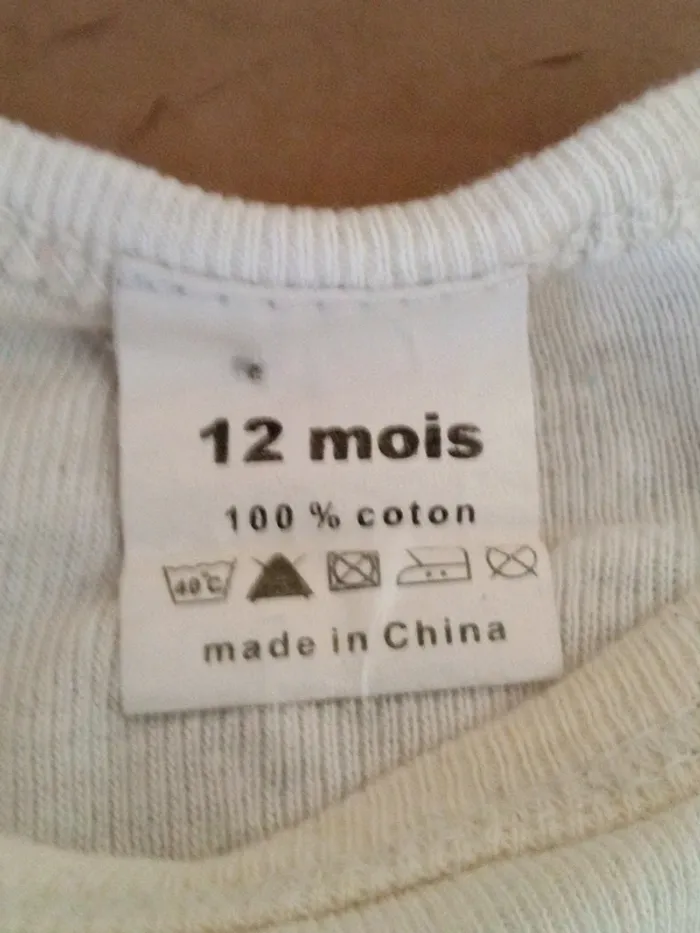 12 mois
100 % coton
40°C
made in China